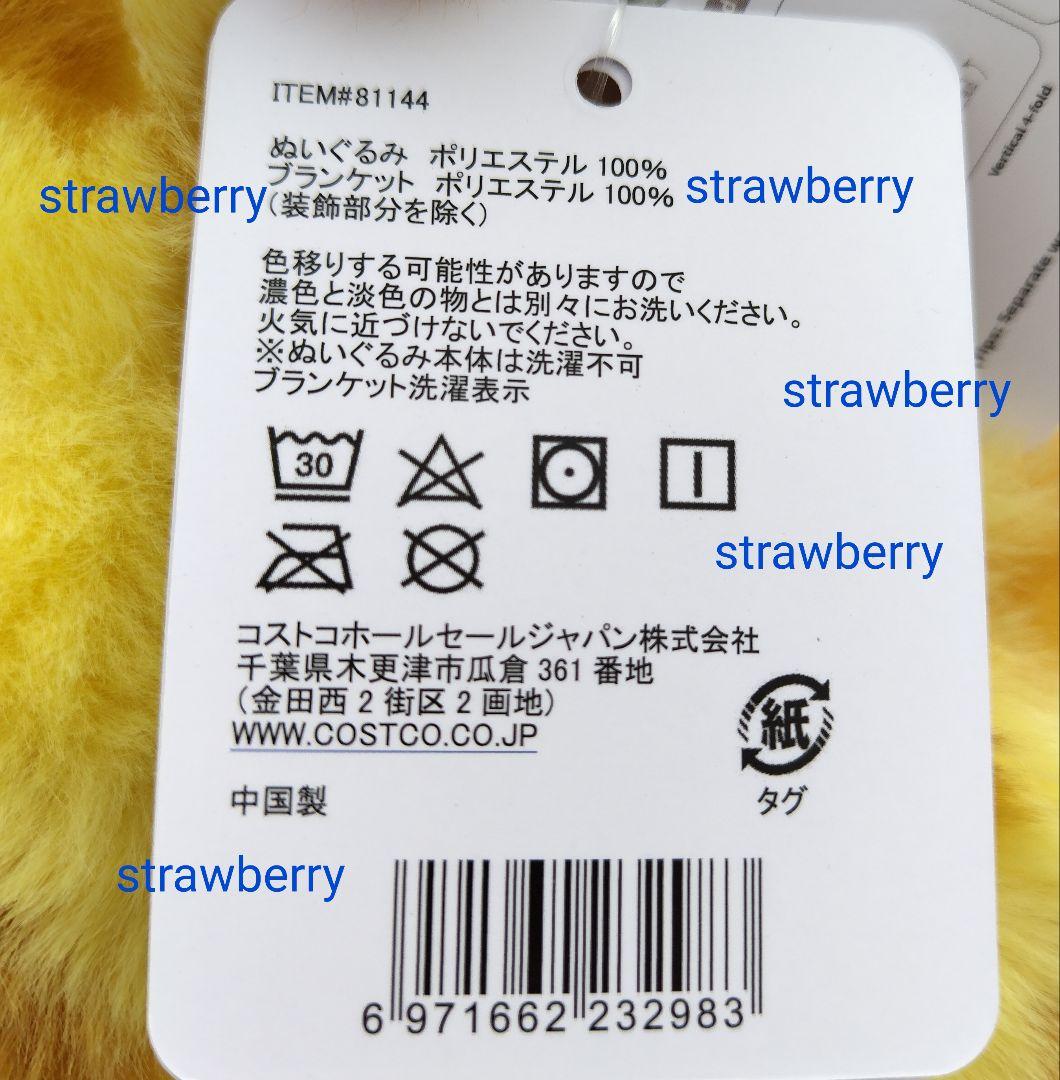 ITEM#81144
ぬいぐるみ ポリエステル 100%
ブランケット ポリエステル 100%
(装飾部分を除く)
strawberry
strawberry
色移りする可能性がありますので
濃色と淡色の物とは別々にお洗いください。
火気に近づけないでください。
※ぬいぐるみ本体は洗濯不可
ブランケット洗濯表示
strawberry
30
strawberry
コストコホールセールジャパン株式会社
千葉県木更津市瓜倉 361 番地
(金田西 2 街区 2 画地)
WWW.COSTCO.CO.JP
紙
タグ
中国製
strawberry
6 971662 232983
Vertical 4-fold
Separate